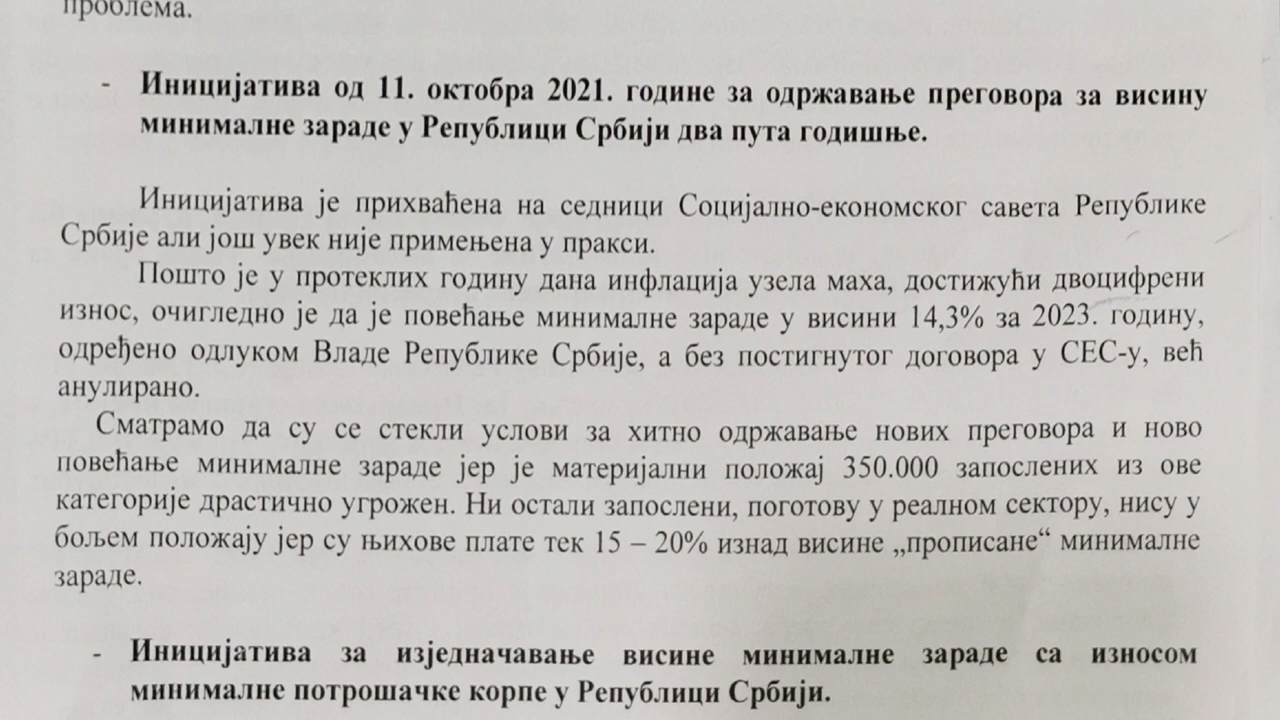 проблема.
- Иницијатива од 11. октобра 2021. године за одржавање преговора за висину
минималне зараде у Републици Србији два пута годишње.
Иницијатива је прихваћена на седници Социјално-економског савета Републике
Србије али још увек није примењена у пракси.
Пошто је у протеклих годину дана инфлација узела маха, достижући двоцифрени
износ, очигледно је да је повећање минималне зараде у висини 14,3% за 2023. годину,
одређено одлуком Владе Републике Србије, а без постигнутог договора у СЕС-у, већ
анулирано.
Сматрамо да су се стекли услови за хитно одржавање нових преговора и ново
повећање минималне зараде јер је материјални положај 350.000 запослених из ове
категорије драстично угрожен. Ни остали запослени, поготову у реалном сектору, нису у
бољем положају јер су њихове плате тек 15 – 20% изнад висине „прописане“ минималне
зараде.
- Иницијатива за изједначавање висине минималне зараде са износом
минималне потрошачке корпе у Републици Србији.